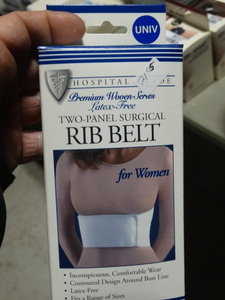 UNIV
HOSPITAL
5
Premium Woven Series
Latex-Free
TWO-PANEL SURGICAL
RIB BELT
for Women
• Inconspicuous, Comfortable Wear
• Contoured Design Around Bust Line
• Latex-Free
• Fits a Range of Sizes